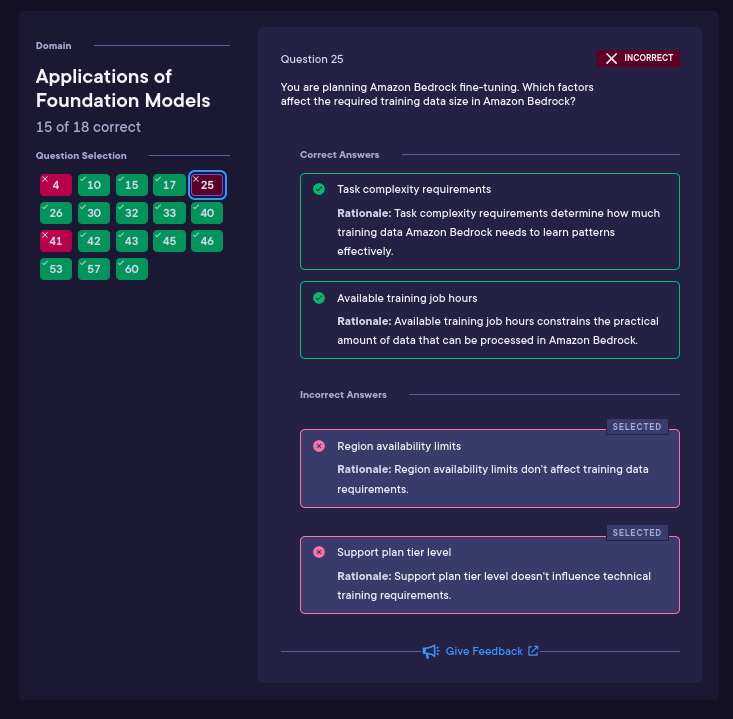 Domain
Applications of
Foundation Models
15 of 18 correct
Question Selection
4 10 15 17 25
26 30 32 33 40
41 42 43 45 46
53 57 60
Question 25
INCORRECT
You are planning Amazon Bedrock fine-tuning. Which factors
affect the required training data size in Amazon Bedrock?
Correct Answers
Task complexity requirements
Rationale: Task complexity requirements determine how much
training data Amazon Bedrock needs to learn patterns
effectively.
Available training job hours
Rationale: Available training job hours constrains the practical
amount of data that can be processed in Amazon Bedrock.
Incorrect Answers
SELECTED
Region availability limits
Rationale: Region availability limits don't affect training data
requirements.
SELECTED
Support plan tier level
Rationale: Support plan tier level doesn't influence technical
training requirements.
Give Feedback